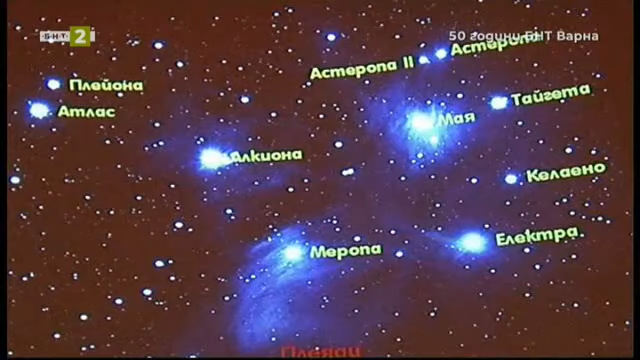 БНТ 2
50 години БНТ Варна
Астеропа
Астеропа II
Плейона
Тайгета
Атлас
Мая
Алкиона
Келаено
Електра
Меропа
Плеяди